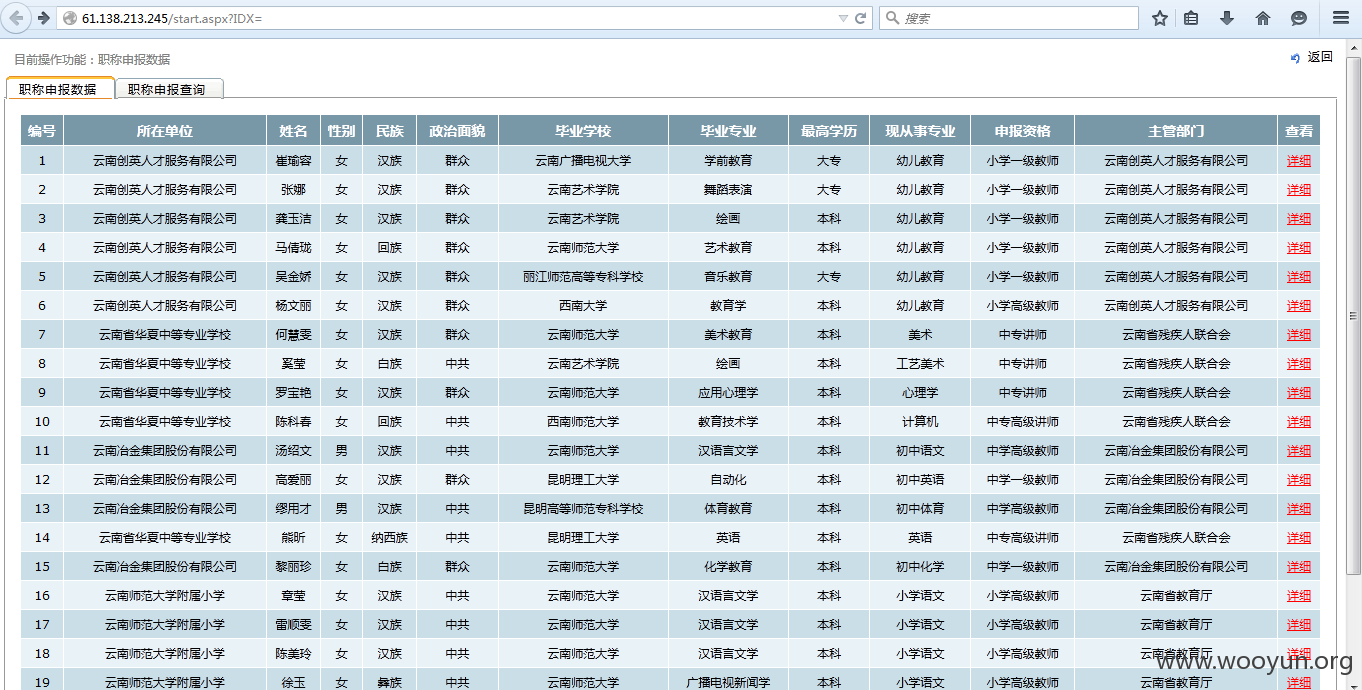 61.138.213.245/start.aspx?IDX=
搜索
目前操作功能：职称申报数据
返回
职称申报数据 职称申报查询
编号 所在单位 姓名 性别 民族 政治面貌 毕业学校 毕业专业 最高学历 现从事专业 申报资格 主管部门 查看
1 云南创英人才服务有限公司 崔瑜容 女 汉族 群众 云南广播电视大学 学前教育 大专 幼儿教育 小学一级教师 云南创英人才服务有限公司 详细
2 云南创英人才服务有限公司 张娜 女 汉族 群众 云南艺术学院 舞蹈表演 大专 幼儿教育 小学一级教师 云南创英人才服务有限公司 详细
3 云南创英人才服务有限公司 龚玉洁 女 汉族 群众 云南艺术学院 绘画 本科 幼儿教育 小学一级教师 云南创英人才服务有限公司 详细
4 云南创英人才服务有限公司 马倩珑 女 回族 群众 云南师范大学 艺术教育 本科 幼儿教育 小学一级教师 云南创英人才服务有限公司 详细
5 云南创英人才服务有限公司 吴金娇 女 汉族 群众 丽江师范高等专科学校 音乐教育 大专 幼儿教育 小学一级教师 云南创英人才服务有限公司 详细
6 云南创英人才服务有限公司 杨文丽 女 汉族 群众 西南大学 教育学 本科 幼儿教育 小学高级教师 云南创英人才服务有限公司 详细
7 云南省华夏中等专业学校 何慧雯 女 汉族 群众 云南师范大学 美术教育 本科 美术 中专讲师 云南省残疾人联合会 详细
8 云南省华夏中等专业学校 奚莹 女 白族 中共 云南艺术学院 绘画 本科 工艺美术 中专讲师 云南省残疾人联合会 详细
9 云南省华夏中等专业学校 罗宝艳 女 汉族 群众 云南师范大学 应用心理学 本科 心理学 中专讲师 云南省残疾人联合会 详细
10 云南省华夏中等专业学校 陈科春 女 回族 中共 西南师范大学 教育技术学 本科 计算机 中专高级讲师 云南省残疾人联合会 详细
11 云南冶金集团股份有限公司 汤绍文 男 汉族 中共 云南师范大学 汉语言文学 本科 初中语文 中学高级教师 云南冶金集团股份有限公司 详细
12 云南冶金集团股份有限公司 高爱丽 女 汉族 群众 昆明理工大学 自动化 本科 初中英语 中学一级教师 云南冶金集团股份有限公司 详细
13 云南冶金集团股份有限公司 缪用才 男 汉族 中共 昆明高等师范专科学校 体育教育 本科 初中体育 中学高级教师 云南冶金集团股份有限公司 详细
14 云南省华夏中等专业学校 熊昕 女 纳西族 中共 昆明理工大学 英语 本科 英语 中专高级讲师 云南省残疾人联合会 详细
15 云南冶金集团股份有限公司 黎丽珍 女 白族 群众 云南师范大学 化学教育 本科 初中化学 中学一级教师 云南冶金集团股份有限公司 详细
16 云南师范大学附属小学 章莹 女 汉族 中共 云南师范大学 汉语言文学 本科 小学语文 小学高级教师 云南省教育厅 详细
17 云南师范大学附属小学 雷顺雯 女 汉族 中共 云南师范大学 汉语言文学 本科 小学语文 小学高级教师 云南省教育厅 详细
18 云南师范大学附属小学 陈美玲 女 汉族 中共 云南师范大学 汉语言文学 本科 小学语文 小学高级教师 云南省教育厅 详细
19 云南师范大学附属小学 徐玉 女 彝族 中共 云南师范大学 广播电视新闻学 本科 小学语文 小学高级教师 云南省教育厅 详细
www.wooyun.org